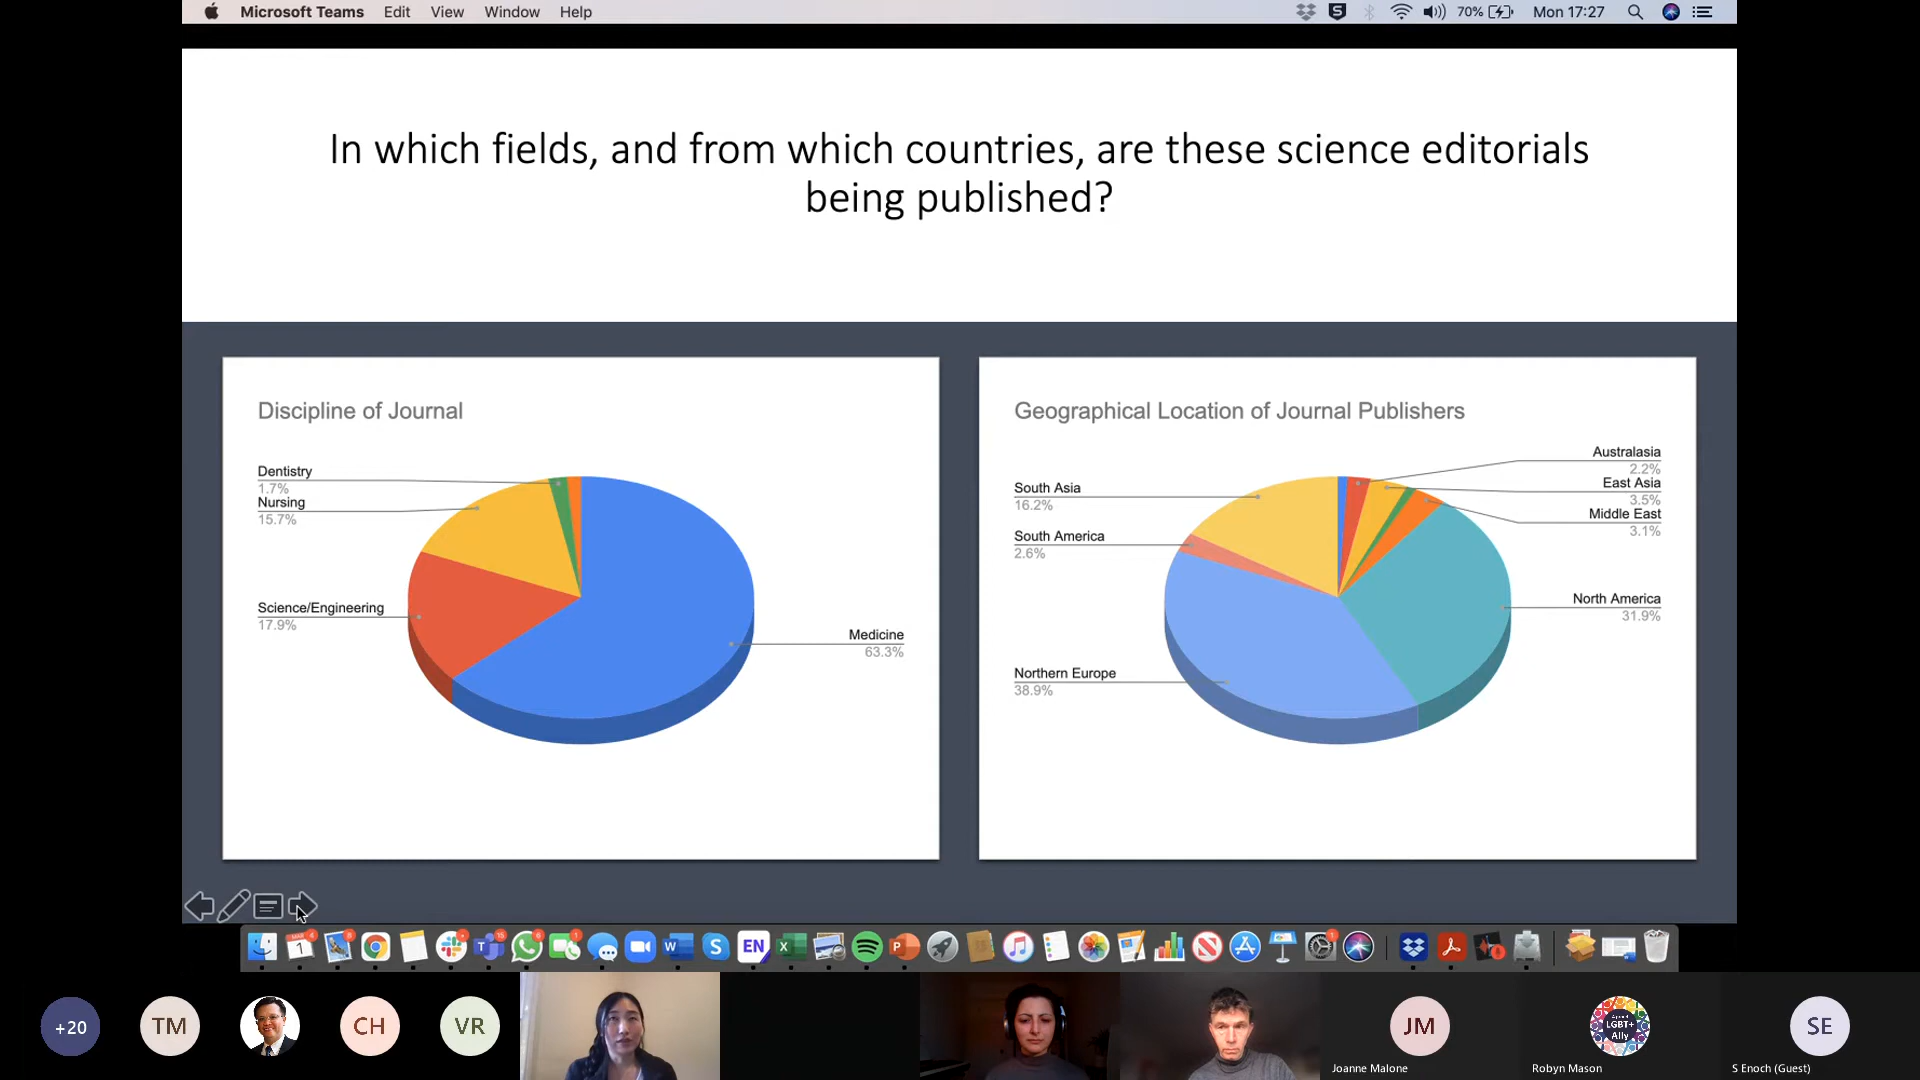 Microsoft Teams Edit View Window Help
70% Mon 17:27
In which fields, and from which countries, are these science editorials
being published?
Discipline of Journal
Dentistry
1.7%
Nursing
15.7%
Science/Engineering
17.9%
Medicine
63.3%
Geographical Location of Journal Publishers
South Asia
16.2%
South America
2.6%
Northern Europe
38.9%
Australasia
2.2%
East Asia
3.5%
Middle East
3.1%
North America
31.9%
EN
+20
TM
CH
VR
JM
LGBT+
Ally
SE
Joanne Malone
Robyn Mason
S Enoch (Guest)